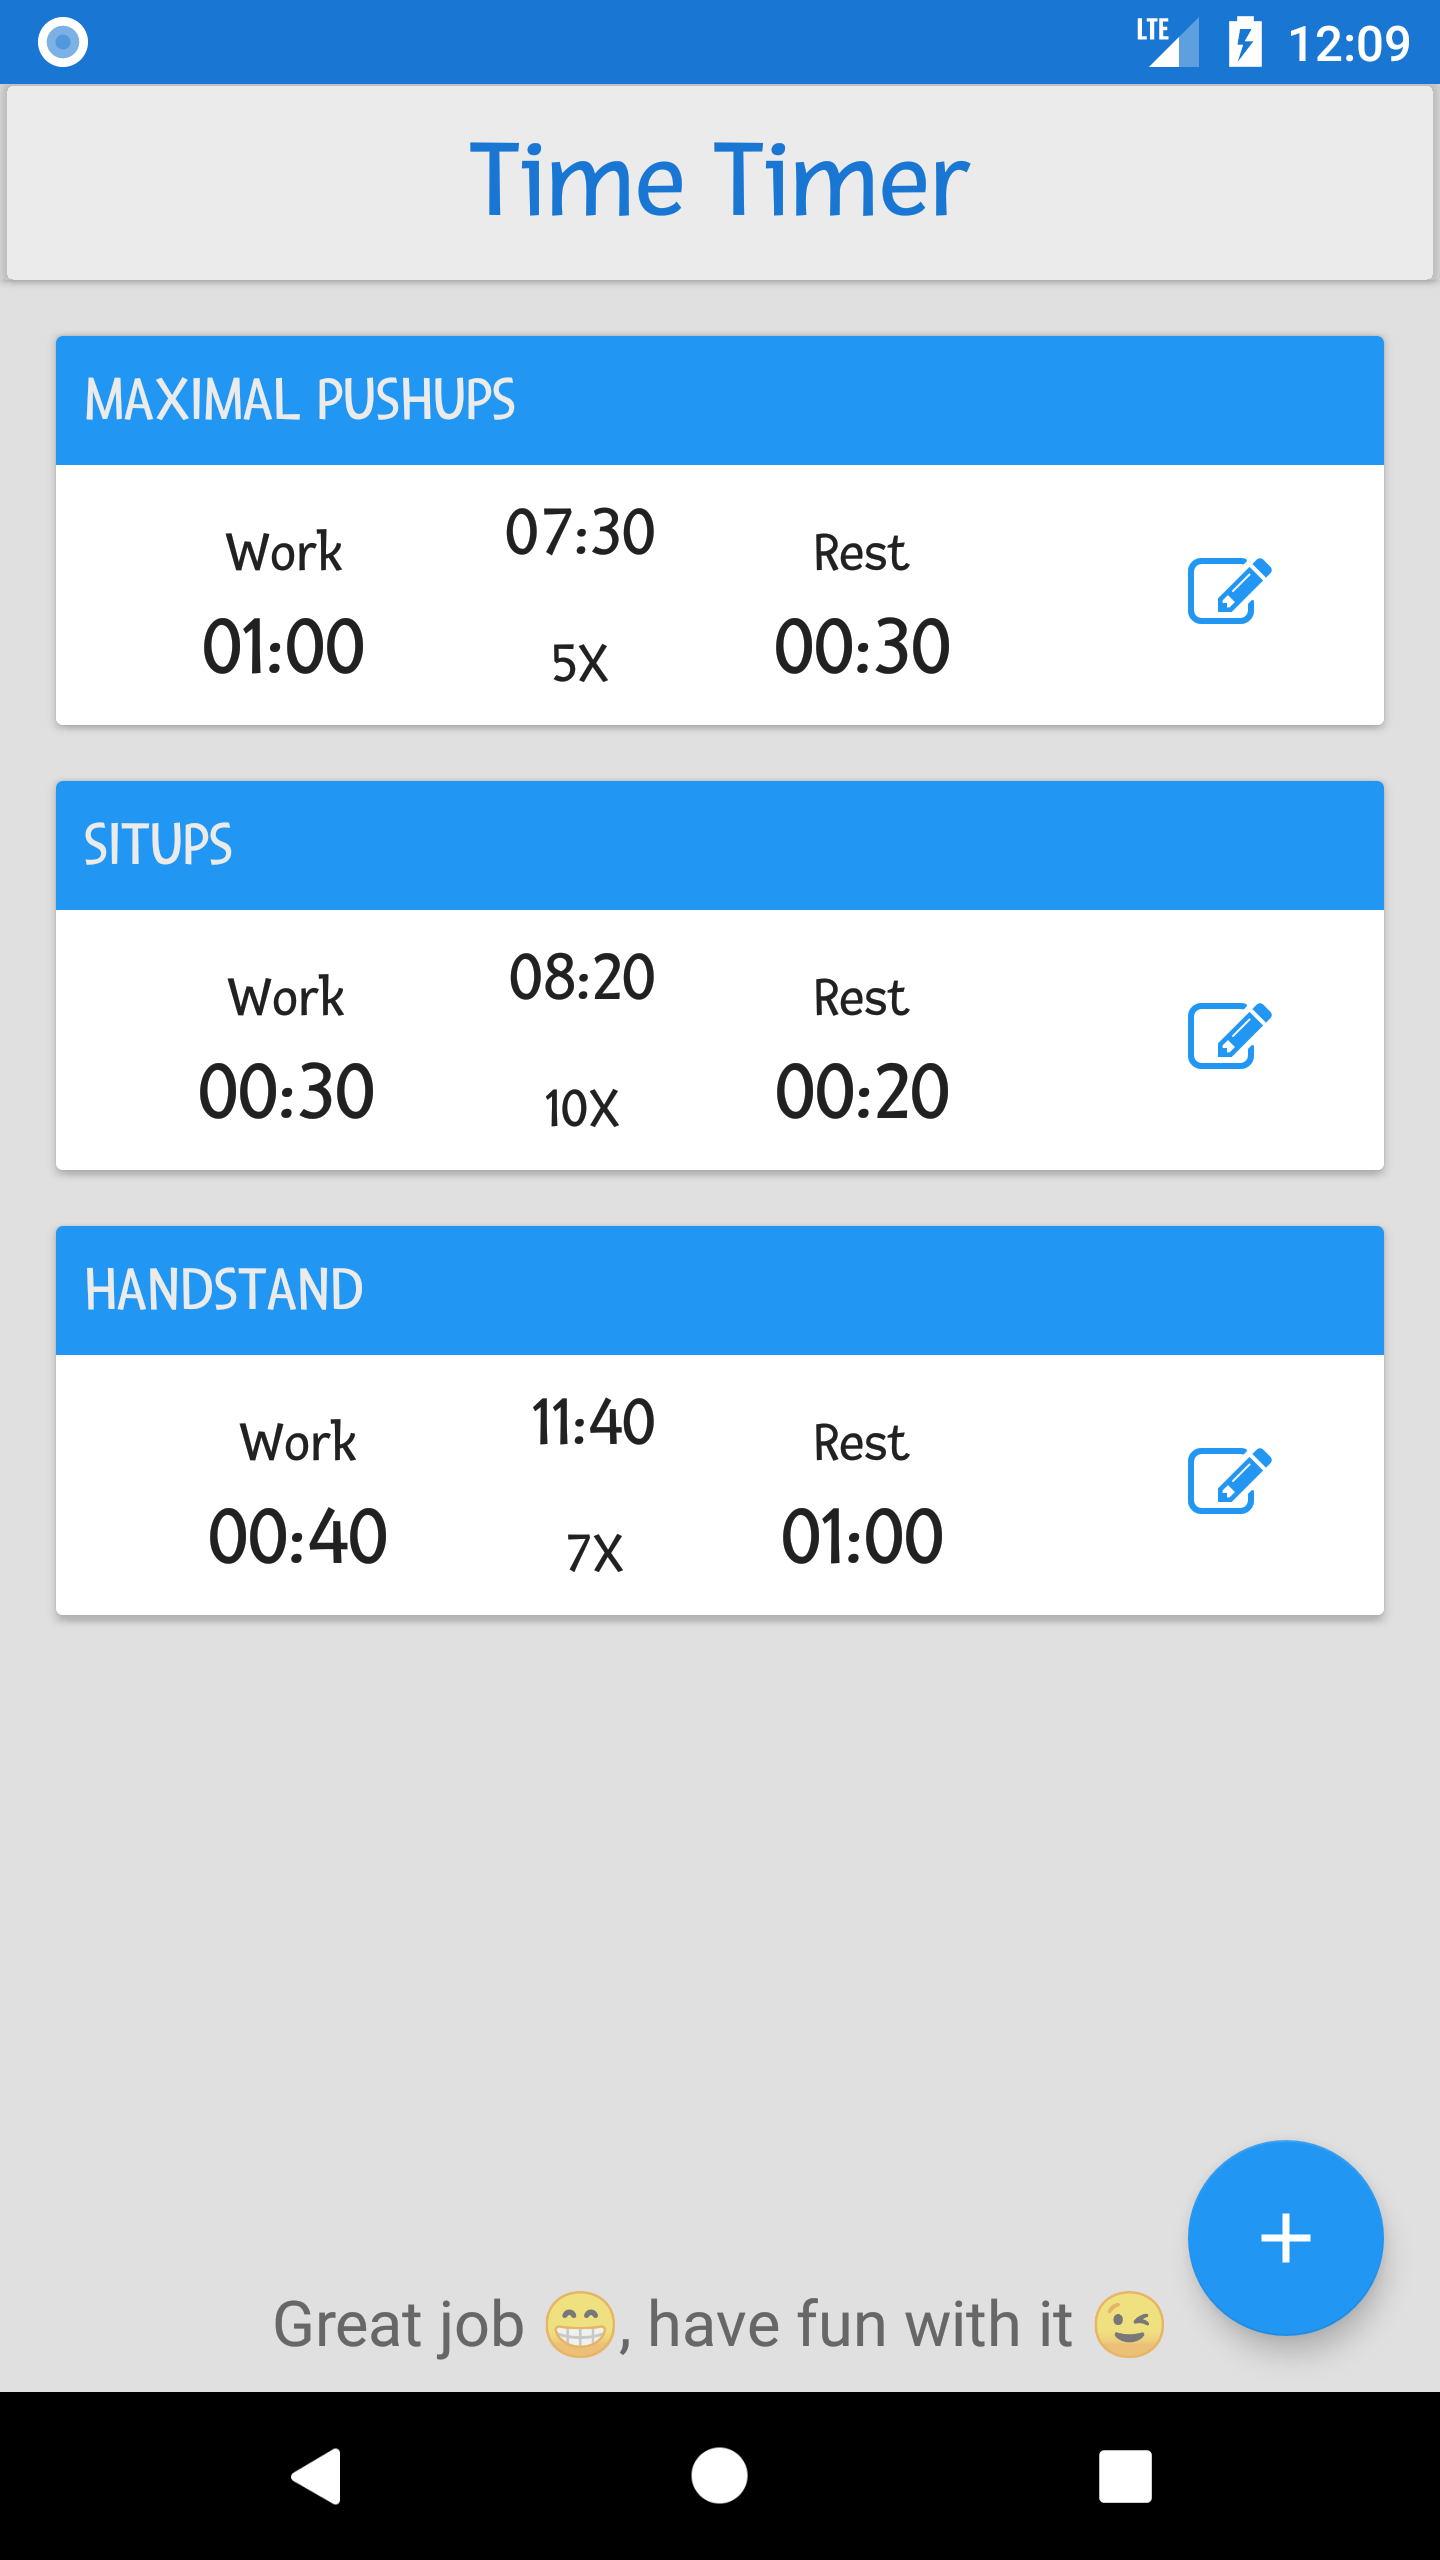 LTE 12:09
Time Timer
MAXIMAL PUSHUPS
Work 07:30 Rest
01:00 5X 00:30
SITUPS
Work 08:20 Rest
00:30 10X 00:20
HANDSTAND
Work 11:40 Rest
00:40 7X 01:00
+
Great job 😁, have fun with it 😉